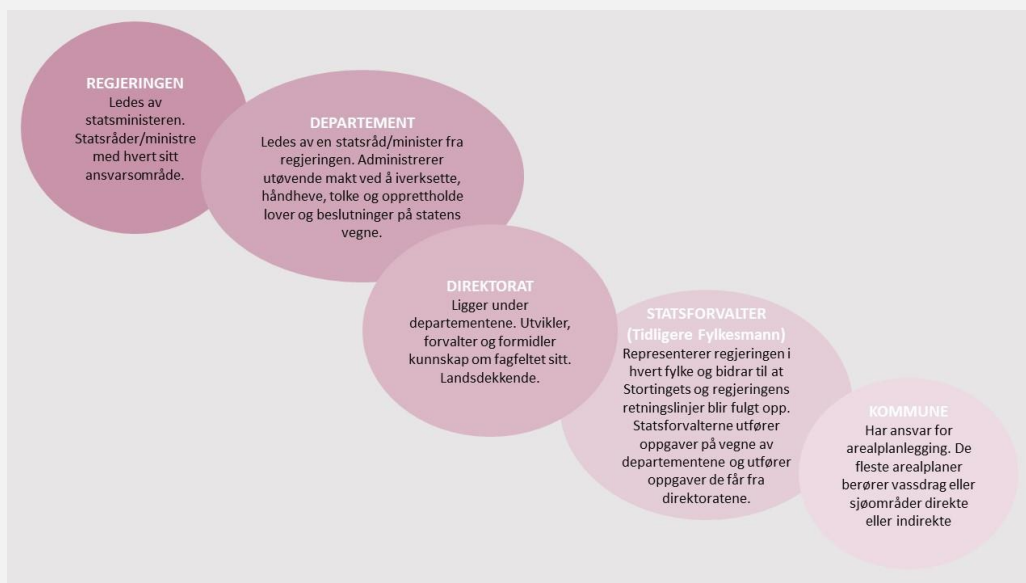 REGJERINGEN
Ledes av
statsministeren.
Statsråder/ministre
med hvert sitt
ansvarsområde.
DEPARTEMENT
Ledes av en statsråd/minister fra
regjeringen. Administrerer
utøvende makt ved å iverksette,
håndheve, tolke og opprettholde
lover og beslutninger på statens
vegne.
DIREKTORAT
Ligger under
departementene. Utvikler,
forvalter og formidler
kunnskap om fagfeltet sitt.
Landsdekkende.
STATSFORVALTER
(Tidligere Fylkesmann)
Representerer regjeringen i
hvert fylke og bidrar til at
Stortingets og regjeringens
retningslinjer blir fulgt opp.
Statsforvalterne utfører
oppgaver på vegne av
departementene og utfører
oppgaver de får fra
direktoratene.
KOMMUNE
Har ansvar for
arealplanlegging. De
fleste arealplaner
berører vassdrag eller
sjøområder direkte
eller indirekte